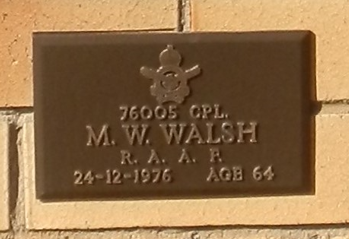 76005 CPL.
M. W. WALSH
R. A. A. F.
24-12-1976 AGE 64